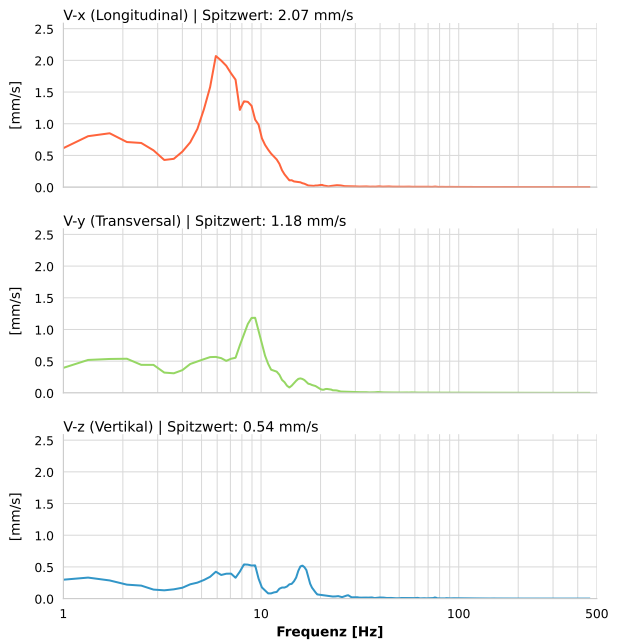 V-x (Longitudinal) | Spitzwert: 2.07 mm/s
2.5
2.0
1.5
1.0
0.5
0.0
[mm/s]
V-y (Transversal) | Spitzwert: 1.18 mm/s
2.5
2.0
1.5
1.0
0.5
0.0
[mm/s]
V-z (Vertikal) | Spitzwert: 0.54 mm/s
2.5
2.0
1.5
1.0
0.5
0.0
[mm/s]
1 10 100 500
Frequenz [Hz]